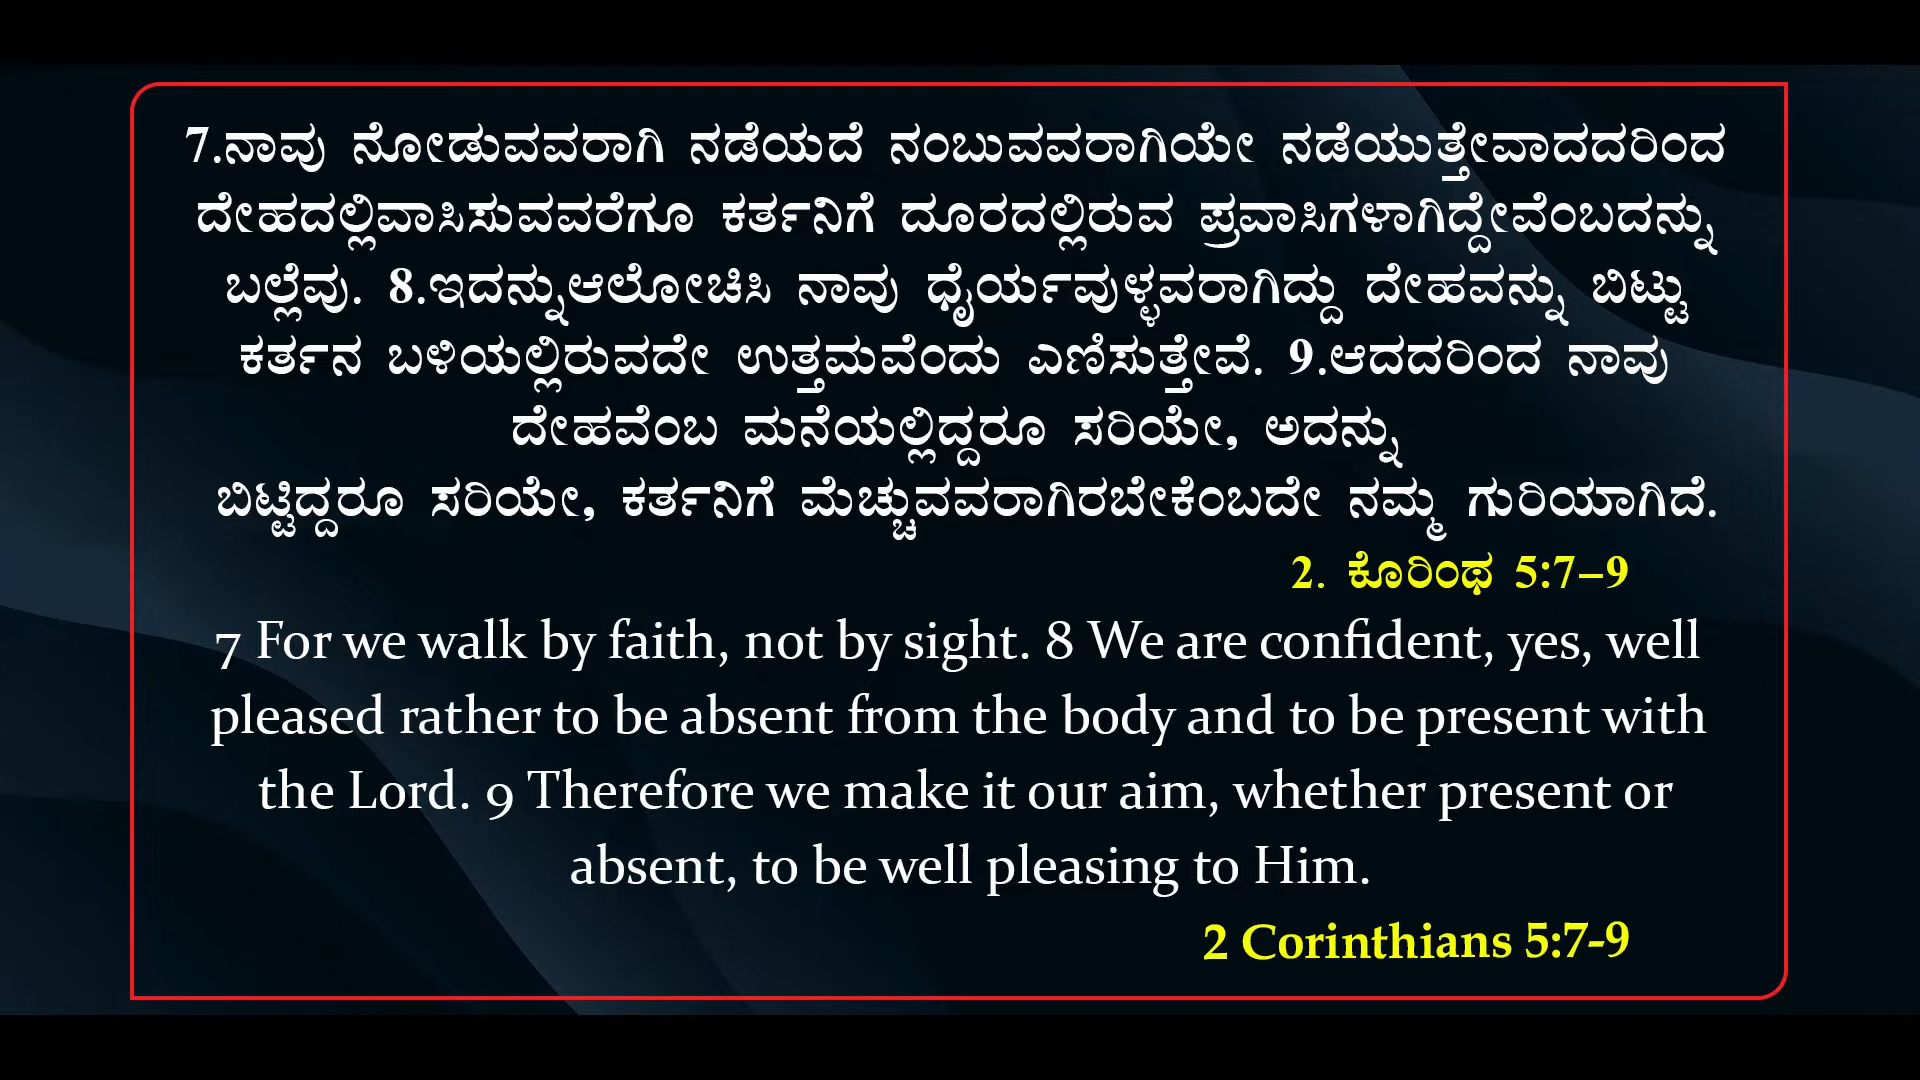 7.ನಾವು ನೋಡುವವರಾಗಿ ನಡೆಯದೆ ನಂಬುವವರಾಗಿಯೇ ನಡೆಯುತ್ತೇವಾದದರಿಂದ
ದೇಹದಲ್ಲಿವಾಸಿಸುವವರೆಗೂ ಕರ್ತನಿಗೆ ದೂರದಲ್ಲಿರುವ ಪ್ರವಾಸಿಗಳಾಗಿದ್ದೇವೆಂಬದನ್ನು
ಬಲ್ಲೆವು. 8.ಇದನ್ನುಆಲೋಚಿಸಿ ನಾವು ಧೈರ್ಯವುಳ್ಳವರಾಗಿದ್ದು ದೇಹವನ್ನು ಬಿಟ್ಟು
ಕರ್ತನ ಬಳಿಯಲ್ಲಿರುವದೇ ಉತ್ತಮವೆಂದು ಎಣಿಸುತ್ತೇವೆ. 9.ಆದದರಿಂದ ನಾವು
ದೇಹವೆಂಬ ಮನೆಯಲ್ಲಿದ್ದರೂ ಸರಿಯೇ, ಅದನ್ನು
ಬಿಟ್ಟಿದ್ದರೂ ಸರಿಯೇ, ಕರ್ತನಿಗೆ ಮೆಚ್ಚುವವರಾಗಿರಬೇಕೆಂಬದೇ ನಮ್ಮ ಗುರಿಯಾಗಿದೆ.
2. ಕೊರಿಂಥ 5:7–9
7 For we walk by faith, not by sight. 8 We are confident, yes, well
pleased rather to be absent from the body and to be present with
the Lord. 9 Therefore we make it our aim, whether present or
absent, to be well pleasing to Him.
2 Corinthians 5:7-9